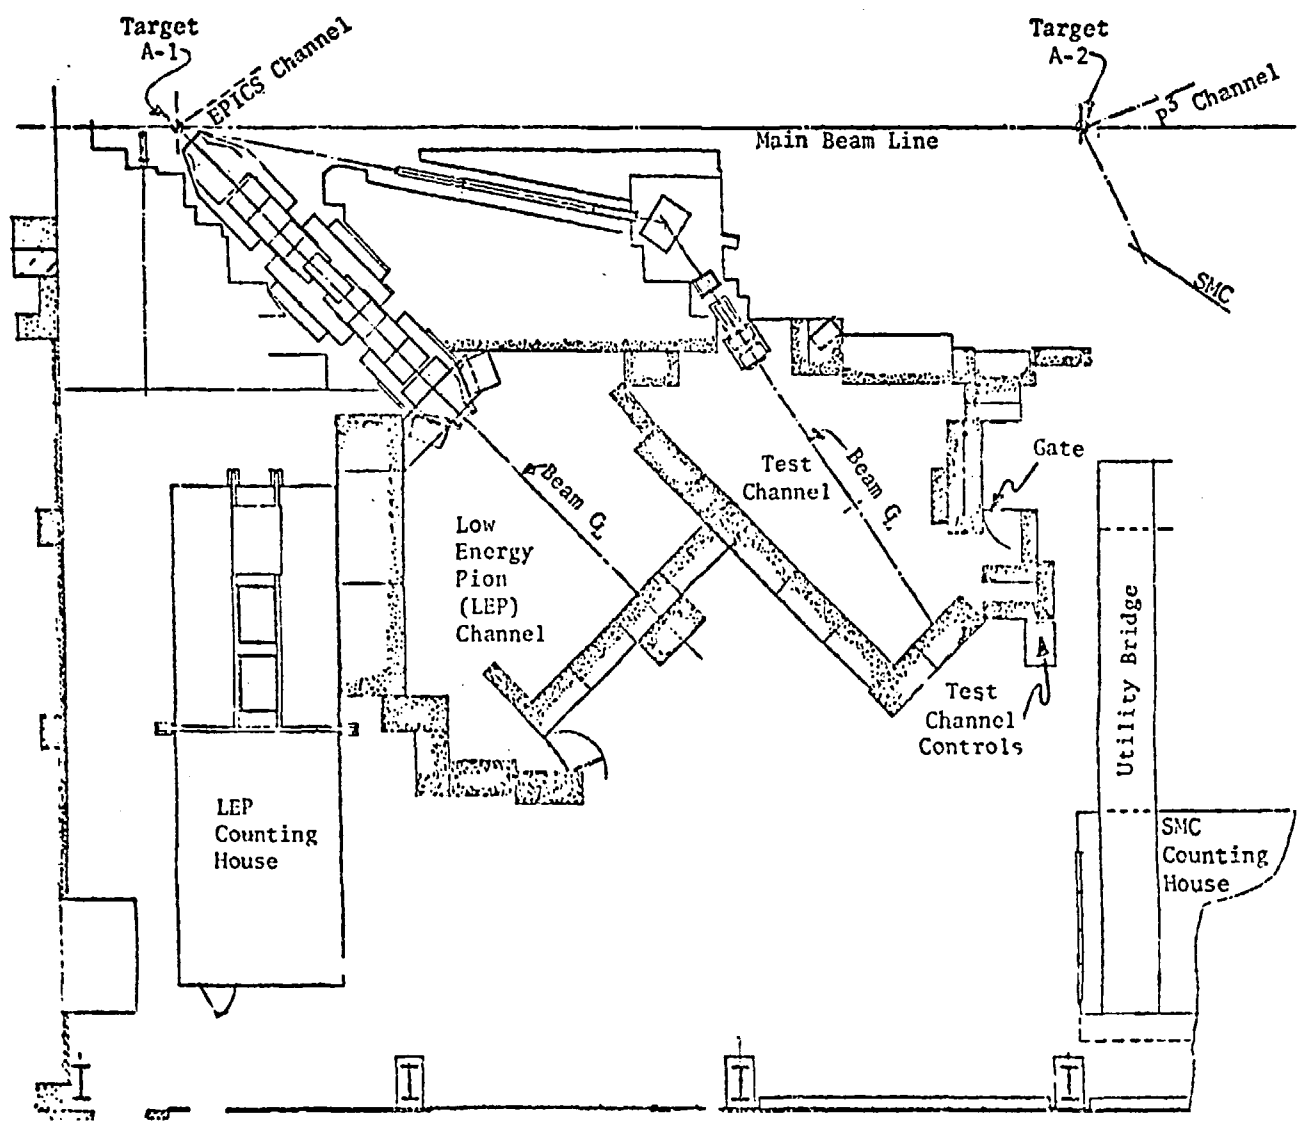 Target
A-1
EPICS Channel
Target
A-2
p³ Channel
Main Beam Line
SMC
Gate
Test
Channel
Beam ℄
Beam ℄
Low
Energy
Pion
(LEP)
Channel
Utility Bridge
A
Test
Channel
Controls
LEP
Counting
House
SMC
Counting
House